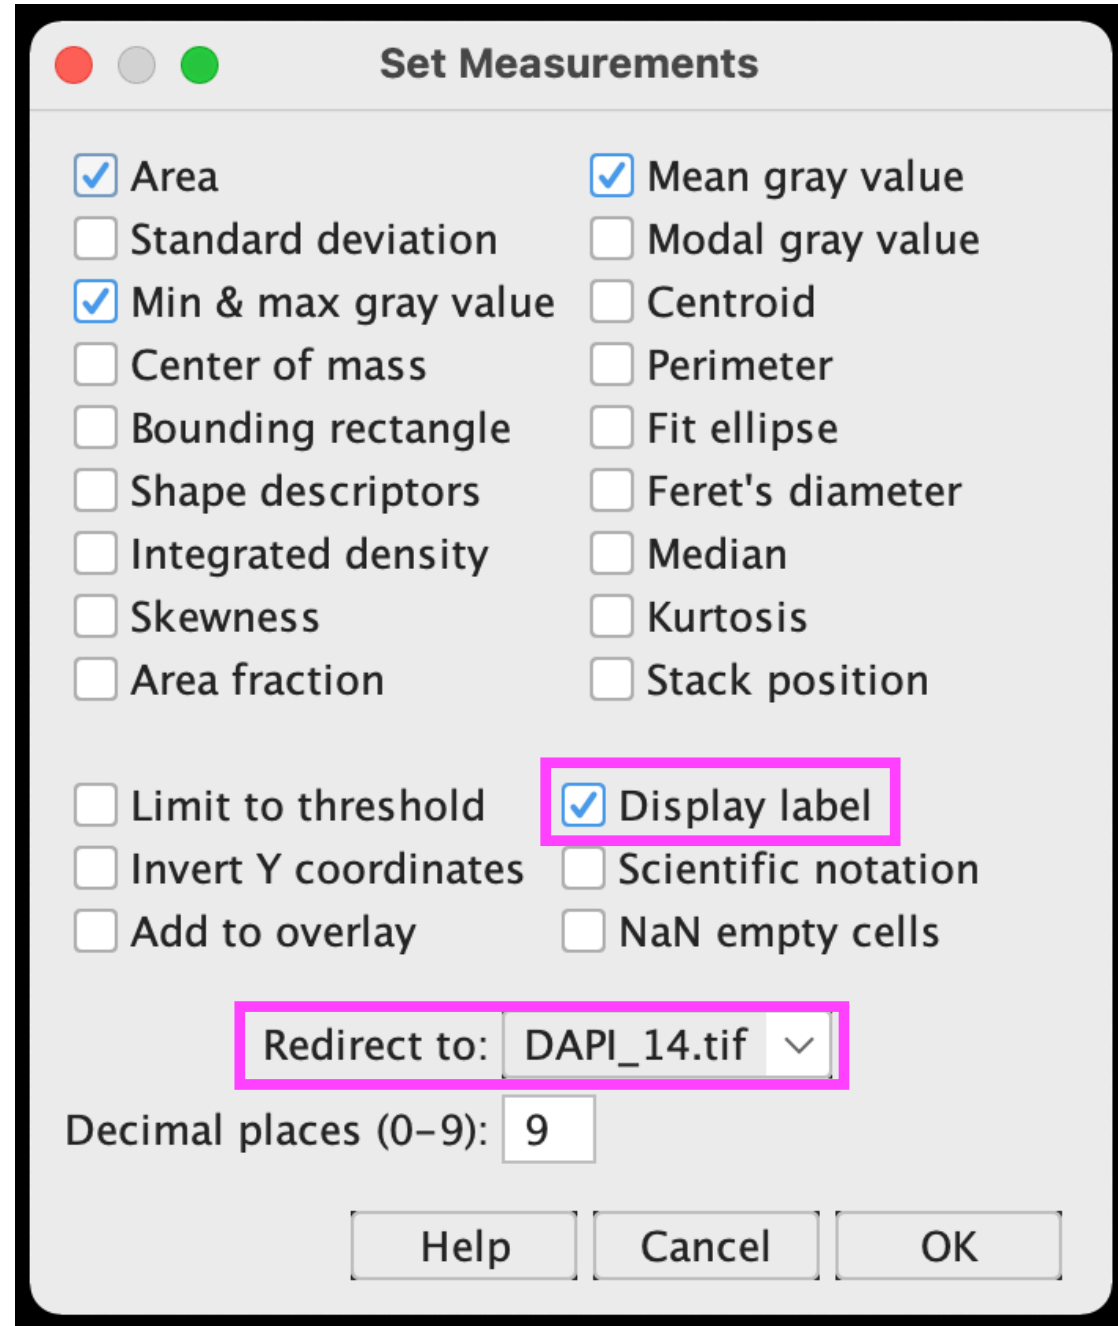 Set Measurements
Area
Mean gray value
Standard deviation
Modal gray value
Min & max gray value
Centroid
Center of mass
Perimeter
Bounding rectangle
Fit ellipse
Shape descriptors
Feret's diameter
Integrated density
Median
Skewness
Kurtosis
Area fraction
Stack position
Limit to threshold
Display label
Invert Y coordinates
Scientific notation
Add to overlay
NaN empty cells
Redirect to: DAPI_14.tif
Decimal places (0–9): 9
Help
Cancel
OK